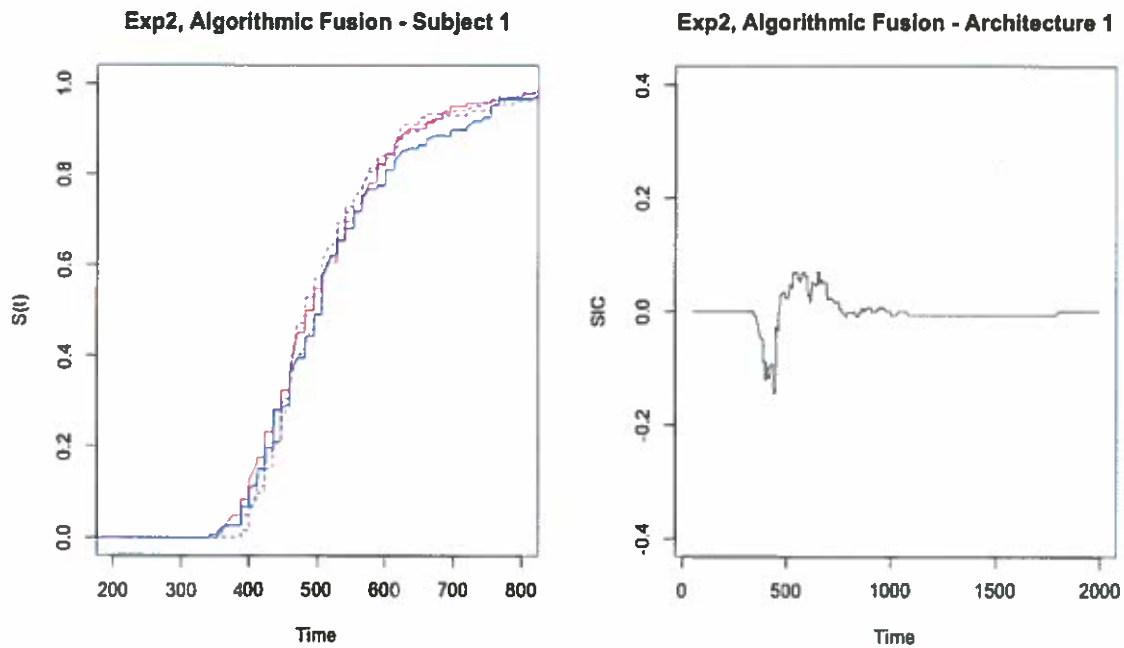 Exp2, Algorithmic Fusion - Subject 1
S(t)
1.0
0.8
0.6
0.4
0.2
0.0
200 300 400 500 600 700 800
Time
Exp2, Algorithmic Fusion - Architecture 1
SIC
0.4
0.2
0.0
-0.2
-0.4
0 500 1000 1500 2000
Time